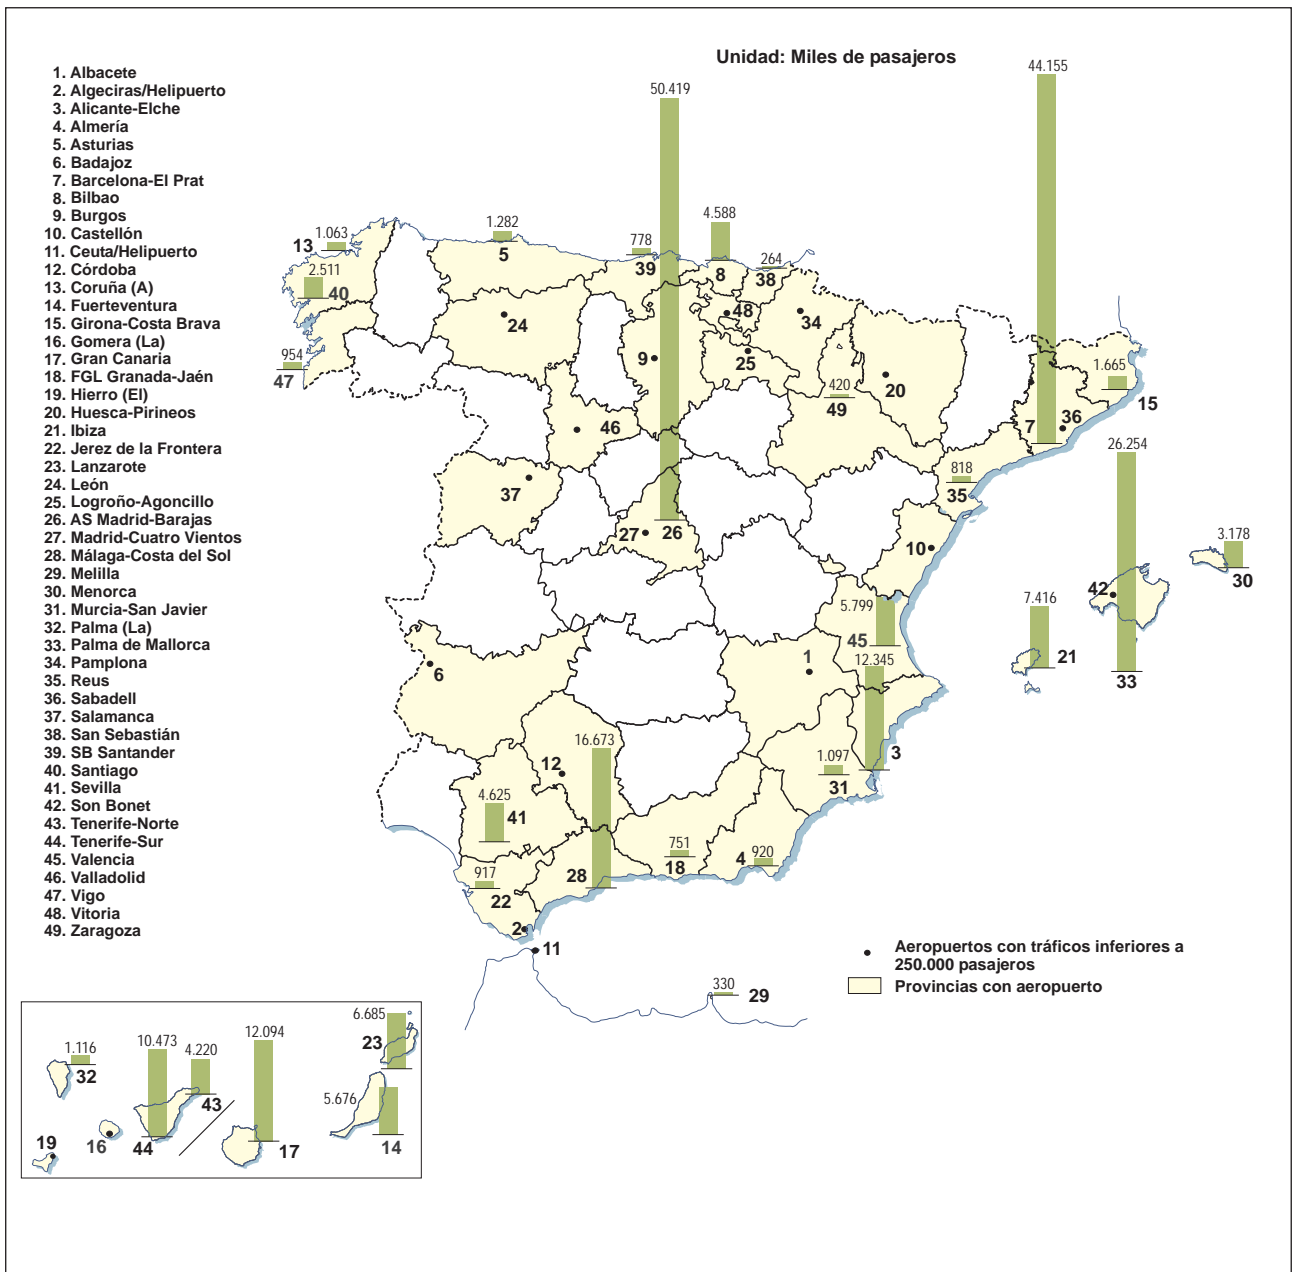 Unidad: Miles de pasajeros
1. Albacete
2. Algeciras/Helipuerto
3. Alicante-Elche
4. Almería
5. Asturias
6. Badajoz
7. Barcelona-El Prat
8. Bilbao
9. Burgos
10. Castellón
11. Ceuta/Helipuerto
12. Córdoba
13. Coruña (A)
14. Fuerteventura
15. Girona-Costa Brava
16. Gomera (La)
17. Gran Canaria
18. FGL Granada-Jaén
19. Hierro (El)
20. Huesca-Pirineos
21. Ibiza
22. Jerez de la Frontera
23. Lanzarote
24. León
25. Logroño-Agoncillo
26. AS Madrid-Barajas
27. Madrid-Cuatro Vientos
28. Málaga-Costa del Sol
29. Melilla
30. Menorca
31. Murcia-San Javier
32. Palma (La)
33. Palma de Mallorca
34. Pamplona
35. Reus
36. Sabadell
37. Salamanca
38. San Sebastián
39. SB Santander
40. Santiago
41. Sevilla
42. Son Bonet
43. Tenerife-Norte
44. Tenerife-Sur
45. Valencia
46. Valladolid
47. Vigo
48. Vitoria
49. Zaragoza
44.155
50.419
1.063
13
1.282
5
778
39
4.588
8
264
38
2.511
40
24
48
34
954
47
9
25
20
420
49
1.665
15
7
36
46
26.254
37
818
35
27
26
10
3.178
30
42
7.416
21
33
5.799
45
6
1
12.345
3
16.673
12
1.097
31
4.625
41
751
18
4
920
917
22
28
2
11
330
29
Aeropuertos con tráficos inferiores a
250.000 pasajeros
Provincias con aeropuerto
1.116
32
10.473
4.220
43
12.094
6.685
23
5.676
14
19
16
44
17